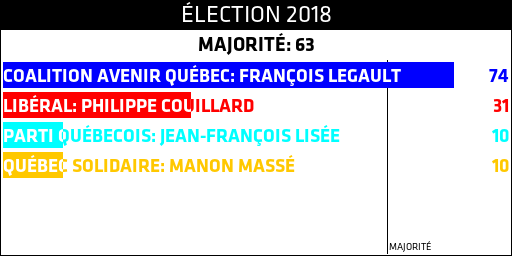 ÉLECTION 2018
MAJORITÉ: 63
COALITION AVENIR QUÉBEC: FRANÇOIS LEGAULT 74
LIBÉRAL: PHILIPPE COUILLARD 31
PARTI QUÉBECOIS: JEAN-FRANÇOIS LISÉE 10
QUÉBEC SOLIDAIRE: MANON MASSÉ 10
MAJORITÉ